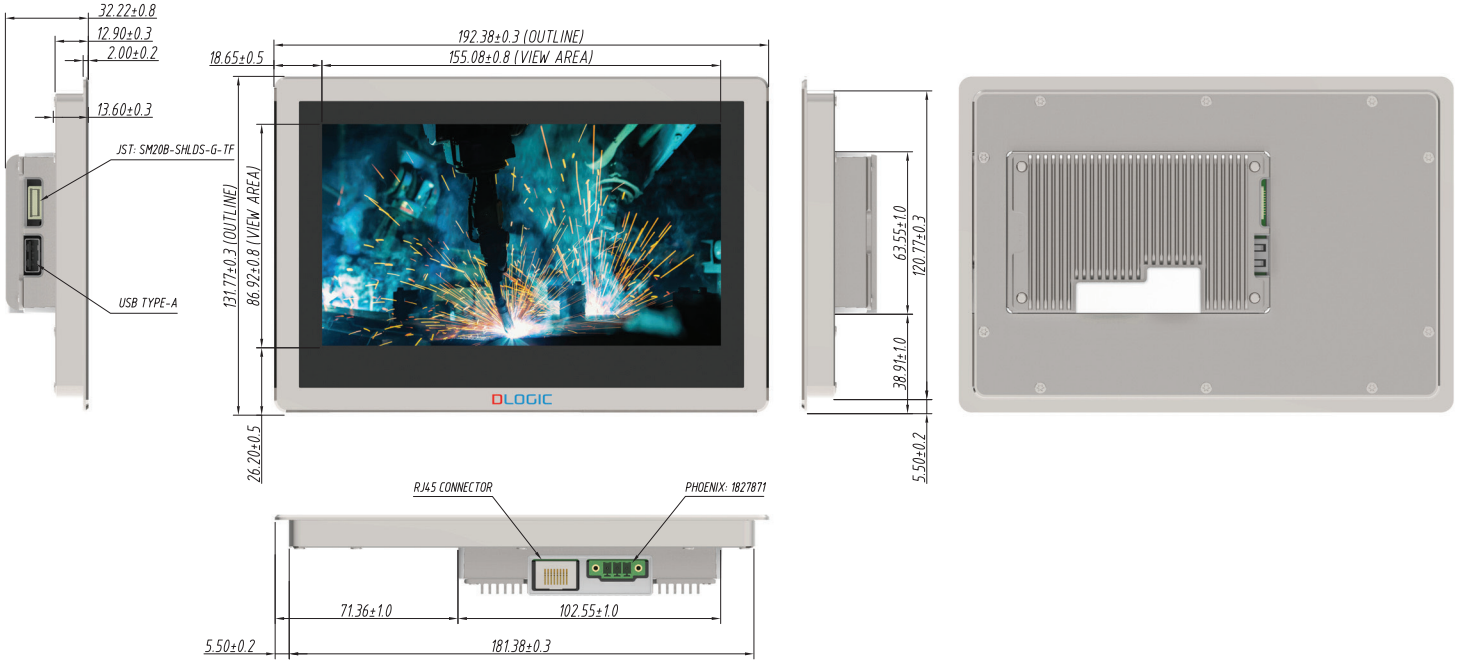 32.22±0.8
12.90±0.3
2.00±0.2
13.60±0.3
JST: SM20B-SHLDS-G-TF
USB TYPE-A
192.38±0.3 (OUTLINE)
18.65±0.5
155.08±0.8 (VIEW AREA)
131.77±0.3 (OUTLINE)
86.92±0.8 (VIEW AREA)
26.20±0.5
DLOGIC
63.55±1.0
120.77±0.3
38.91±1.0
5.50±0.2
RJ45 CONNECTOR
PHOENIX: 1827871
71.36±1.0
102.55±1.0
5.50±0.2
181.38±0.3